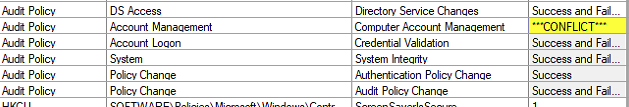 Audit Policy DS Access Directory Service Changes Success and Fail...
Audit Policy Account Management Computer Account Management ***CONFLICT***
Audit Policy Account Logon Credential Validation Success and Fail...
Audit Policy System System Integrity Success and Fail...
Audit Policy Policy Change Authentication Policy Change Success
Audit Policy Policy Change Audit Policy Change Success and Fail...
HKCU SOFTWARE\Policies\Microsoft\Windows\Contr... ScreenSaverIsSecure 1